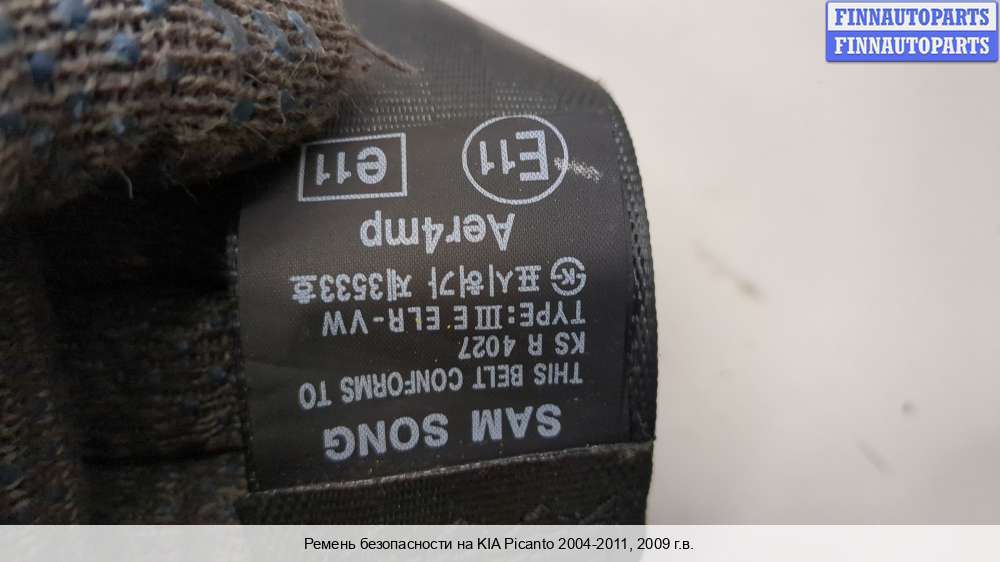 FINNAUTOPARTS
FINNAUTOPARTS
SAM SONG
THIS BELT CONFORMS TO
KS R 4027
TYPE:III E ELR-VW
K 표시허가 제3533호
Aer4mp
E11 e11
Ремень безопасности на KIA Picanto 2004-2011, 2009 г.в.